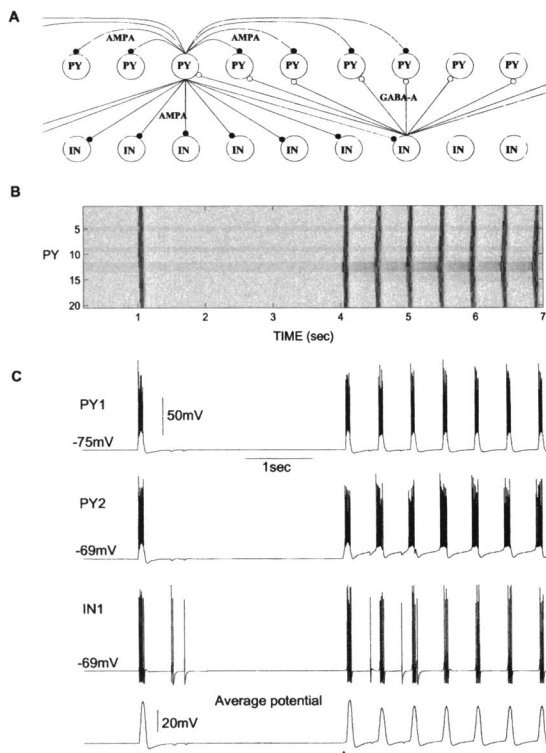 A
AMPA AMPA
PY PY PY PY PY PY PY PY PY
GABA-A
AMPA
IN IN IN IN IN IN IN IN IN
B
PY
5
10
15
20
1 2 3 4 5 6 7
TIME (sec)
C
PY1
50mV
-75mV
1sec
PY2
-69mV
IN1
-69mV
Average potential
20mV